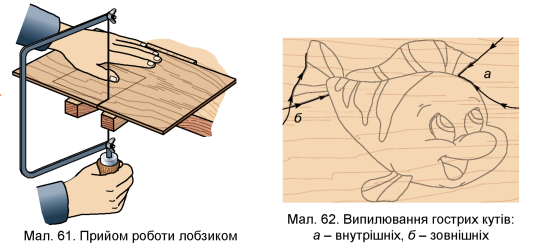 а
б
Мал. 61. Прийом роботи лобзиком
Мал. 62. Випилювання гострих кутів:
а – внутрішніх, б – зовнішніх